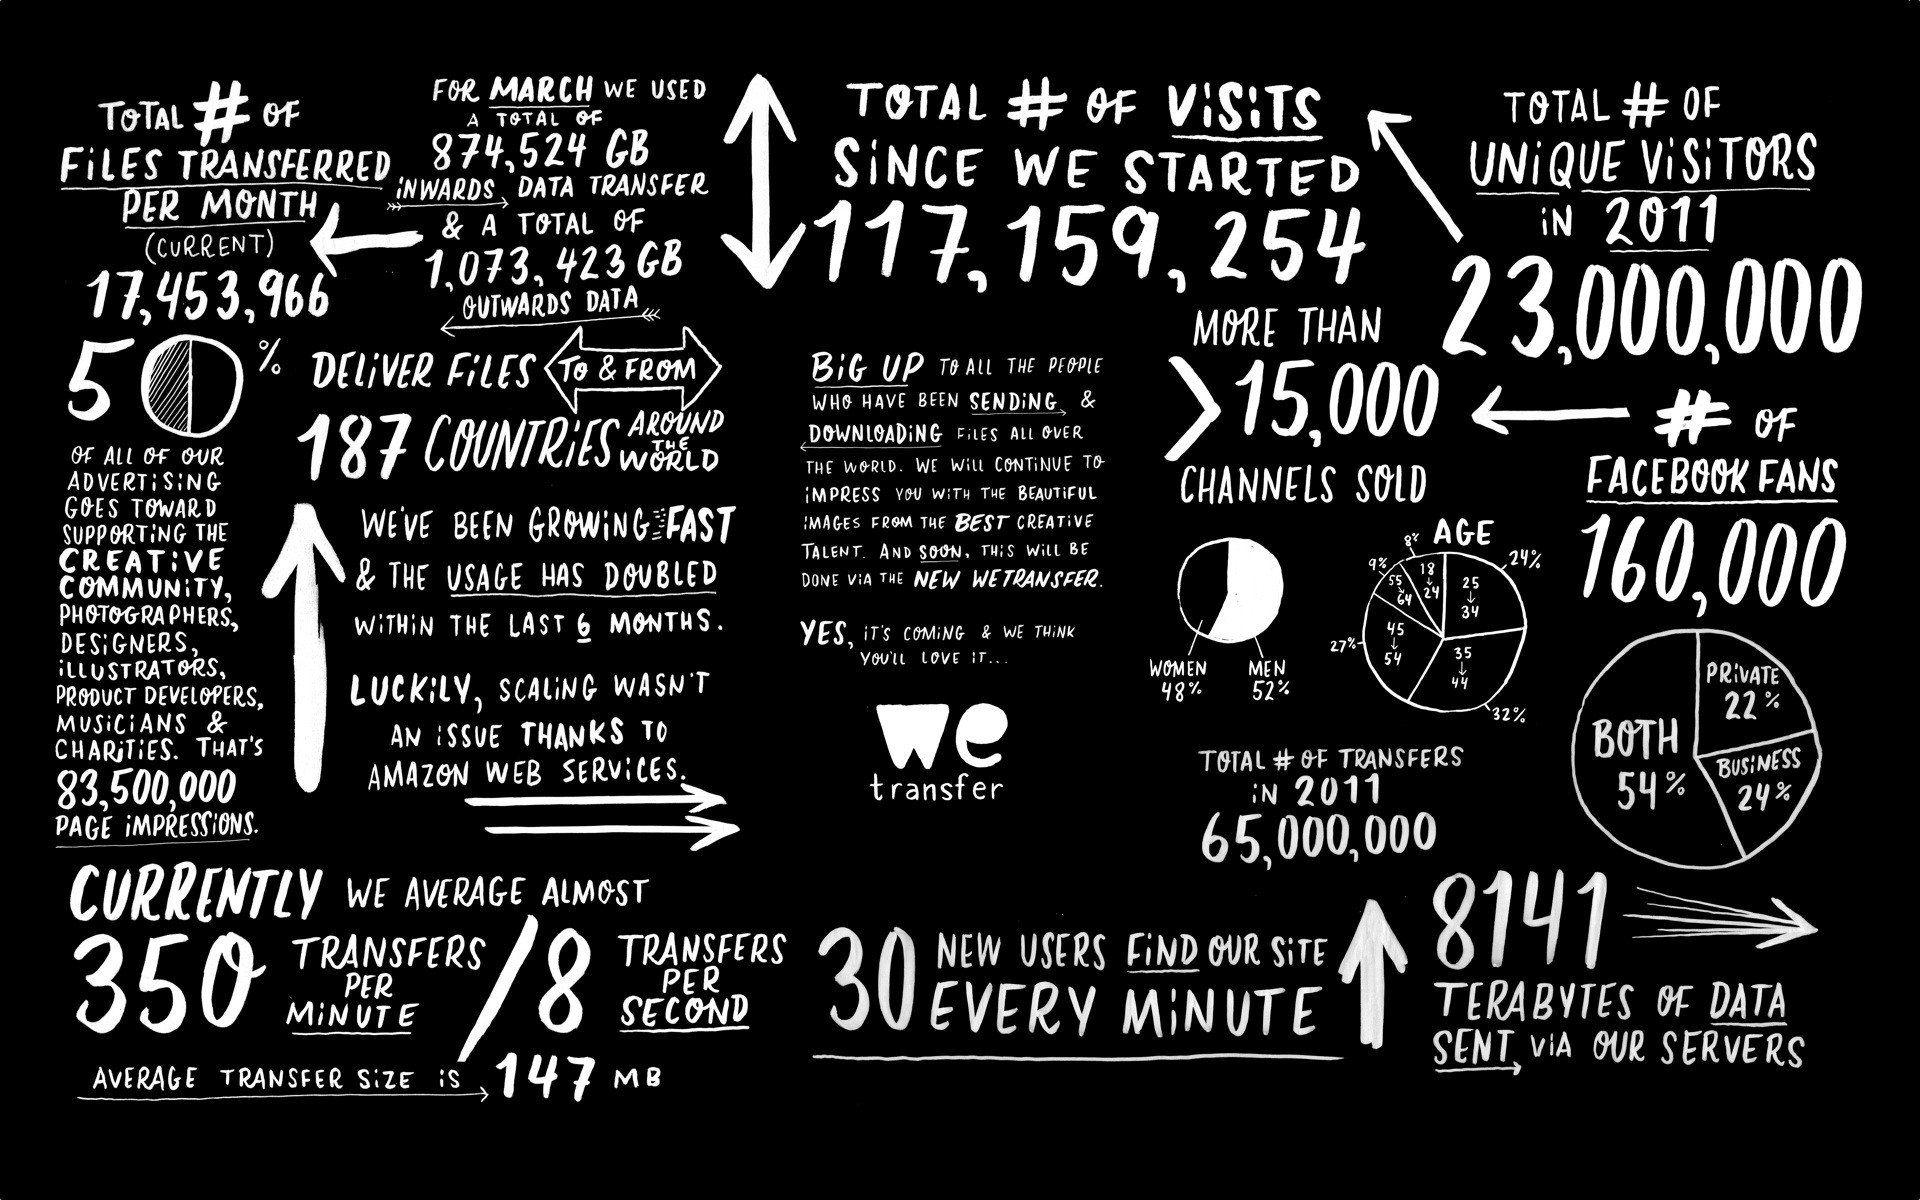 TOTAL # OF
FILES TRANSFERRED
PER MONTH
(CURRENT)
17,453,966
FOR MARCH WE USED
A TOTAL OF
874,524 GB
INWARDS DATA TRANSFER
& A TOTAL OF
1,073,423 GB
OUTWARDS DATA
50 %
OF ALL OF OUR
ADVERTISING
GOES TOWARD
SUPPORTING THE
CREATIVE
COMMUNITY,
PHOTOGRAPHERS,
DESIGNERS,
ILLUSTRATORS,
PRODUCT DEVELOPERS,
MUSICIANS &
CHARITIES. THAT'S
83,500,000
PAGE IMPRESSIONS.
DELIVER FILES TO & FROM
187 COUNTRIES AROUND
THE
WORLD
WE'VE BEEN GROWING FAST
& THE USAGE HAS DOUBLED
WITHIN THE LAST 6 MONTHS.
LUCKILY, SCALING WASN'T
AN ISSUE THANKS TO
AMAZON WEB SERVICES.
CURRENTLY WE AVERAGE ALMOST
350 TRANSFERS
PER
MINUTE
/ 8 TRANSFERS
PER
SECOND
AVERAGE TRANSFER SIZE IS 147 MB
TOTAL # OF VISITS
SINCE WE STARTED
117,159,254
BIG UP TO ALL THE PEOPLE
WHO HAVE BEEN SENDING &
DOWNLOADING FILES ALL OVER
THE WORLD. WE WILL CONTINUE TO
IMPRESS YOU WITH THE BEAUTIFUL
IMAGES FROM THE BEST CREATIVE
TALENT. AND SOON, THIS WILL BE
DONE VIA THE NEW WETRANSFER.
YES, IT'S COMING & WE THINK
YOU'LL LOVE IT...
we
transfer
TOTAL # OF
UNIQUE VISITORS
IN 2011
23,000,000
MORE THAN
> 15,000
CHANNELS SOLD
# OF
FACEBOOK FANS
160,000
WOMEN
48%
MEN
52%
AGE
8%
18
24
24%
25
34
9%
55
64
27%
45
54
35
44
32%
PRIVATE
22%
BOTH
54%
BUSINESS
24%
TOTAL # OF TRANSFERS
IN 2011
65,000,000
30 NEW USERS FIND OUR SITE
EVERY MINUTE
8141
TERABYTES OF DATA
SENT VIA OUR SERVERS